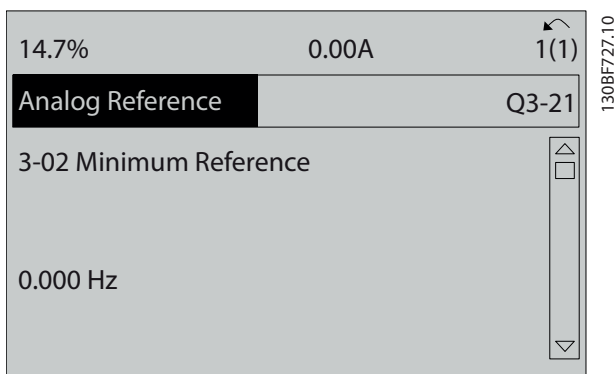 14.7% 0.00A 1(1)
Analog Reference Q3-21
3-02 Minimum Reference
0.000 Hz
130BF727.10